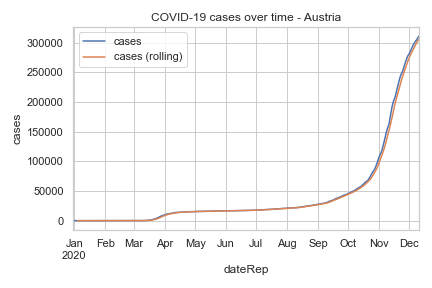 COVID-19 cases over time - Austria
cases
cases (rolling)
300000
250000
200000
150000
100000
50000
0
cases
Jan Feb Mar Apr May Jun Jul Aug Sep Oct Nov Dec
2020
dateRep